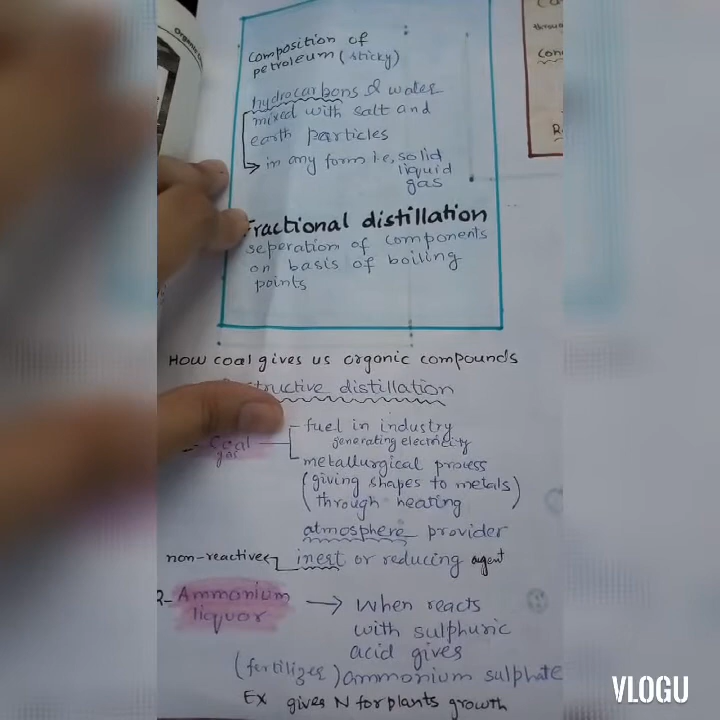 composition of
petroleum (sticky)
hydrocarbons & water
mixed with salt and
earth particles
in any form i.e, solid
liquid
gas
Fractional distillation
seperation of components
on basis of boiling
points
How coal gives us organic compounds
structive distillation
Coal
gas
fuel in industry
generating electricity
metallurgical process
(giving shapes to metals)
through heating
atmosphere provider
non-reactive
inert or reducing agent
2- Ammonium
liquor
when reacts
with sulphuric
acid gives
(fertilizer) ammonium sulphate
Ex gives N for plants growth
VLOGU